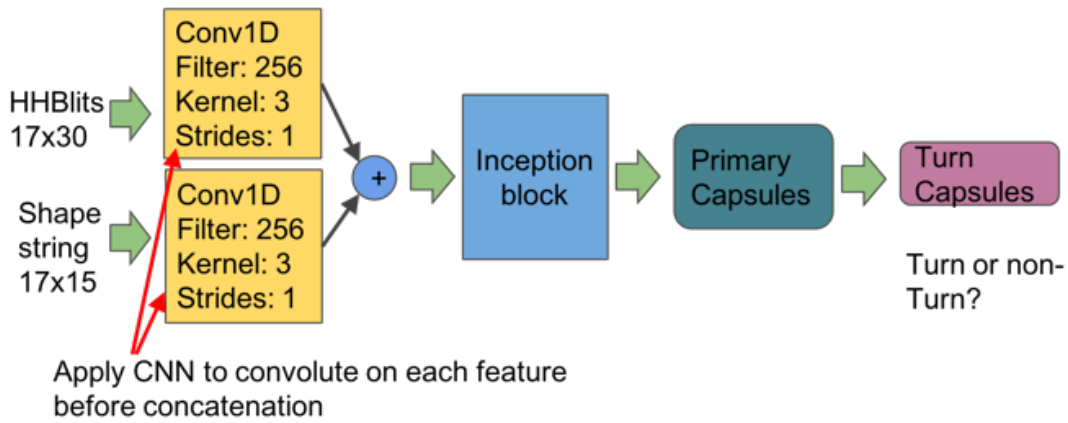 HHBlits
17x30
Conv1D
Filter: 256
Kernel: 3
Strides: 1
Shape
string
17x15
Conv1D
Filter: 256
Kernel: 3
Strides: 1
+
Inception
block
Primary
Capsules
Turn
Capsules
Turn or non-
Turn?
Apply CNN to convolute on each feature
before concatenation